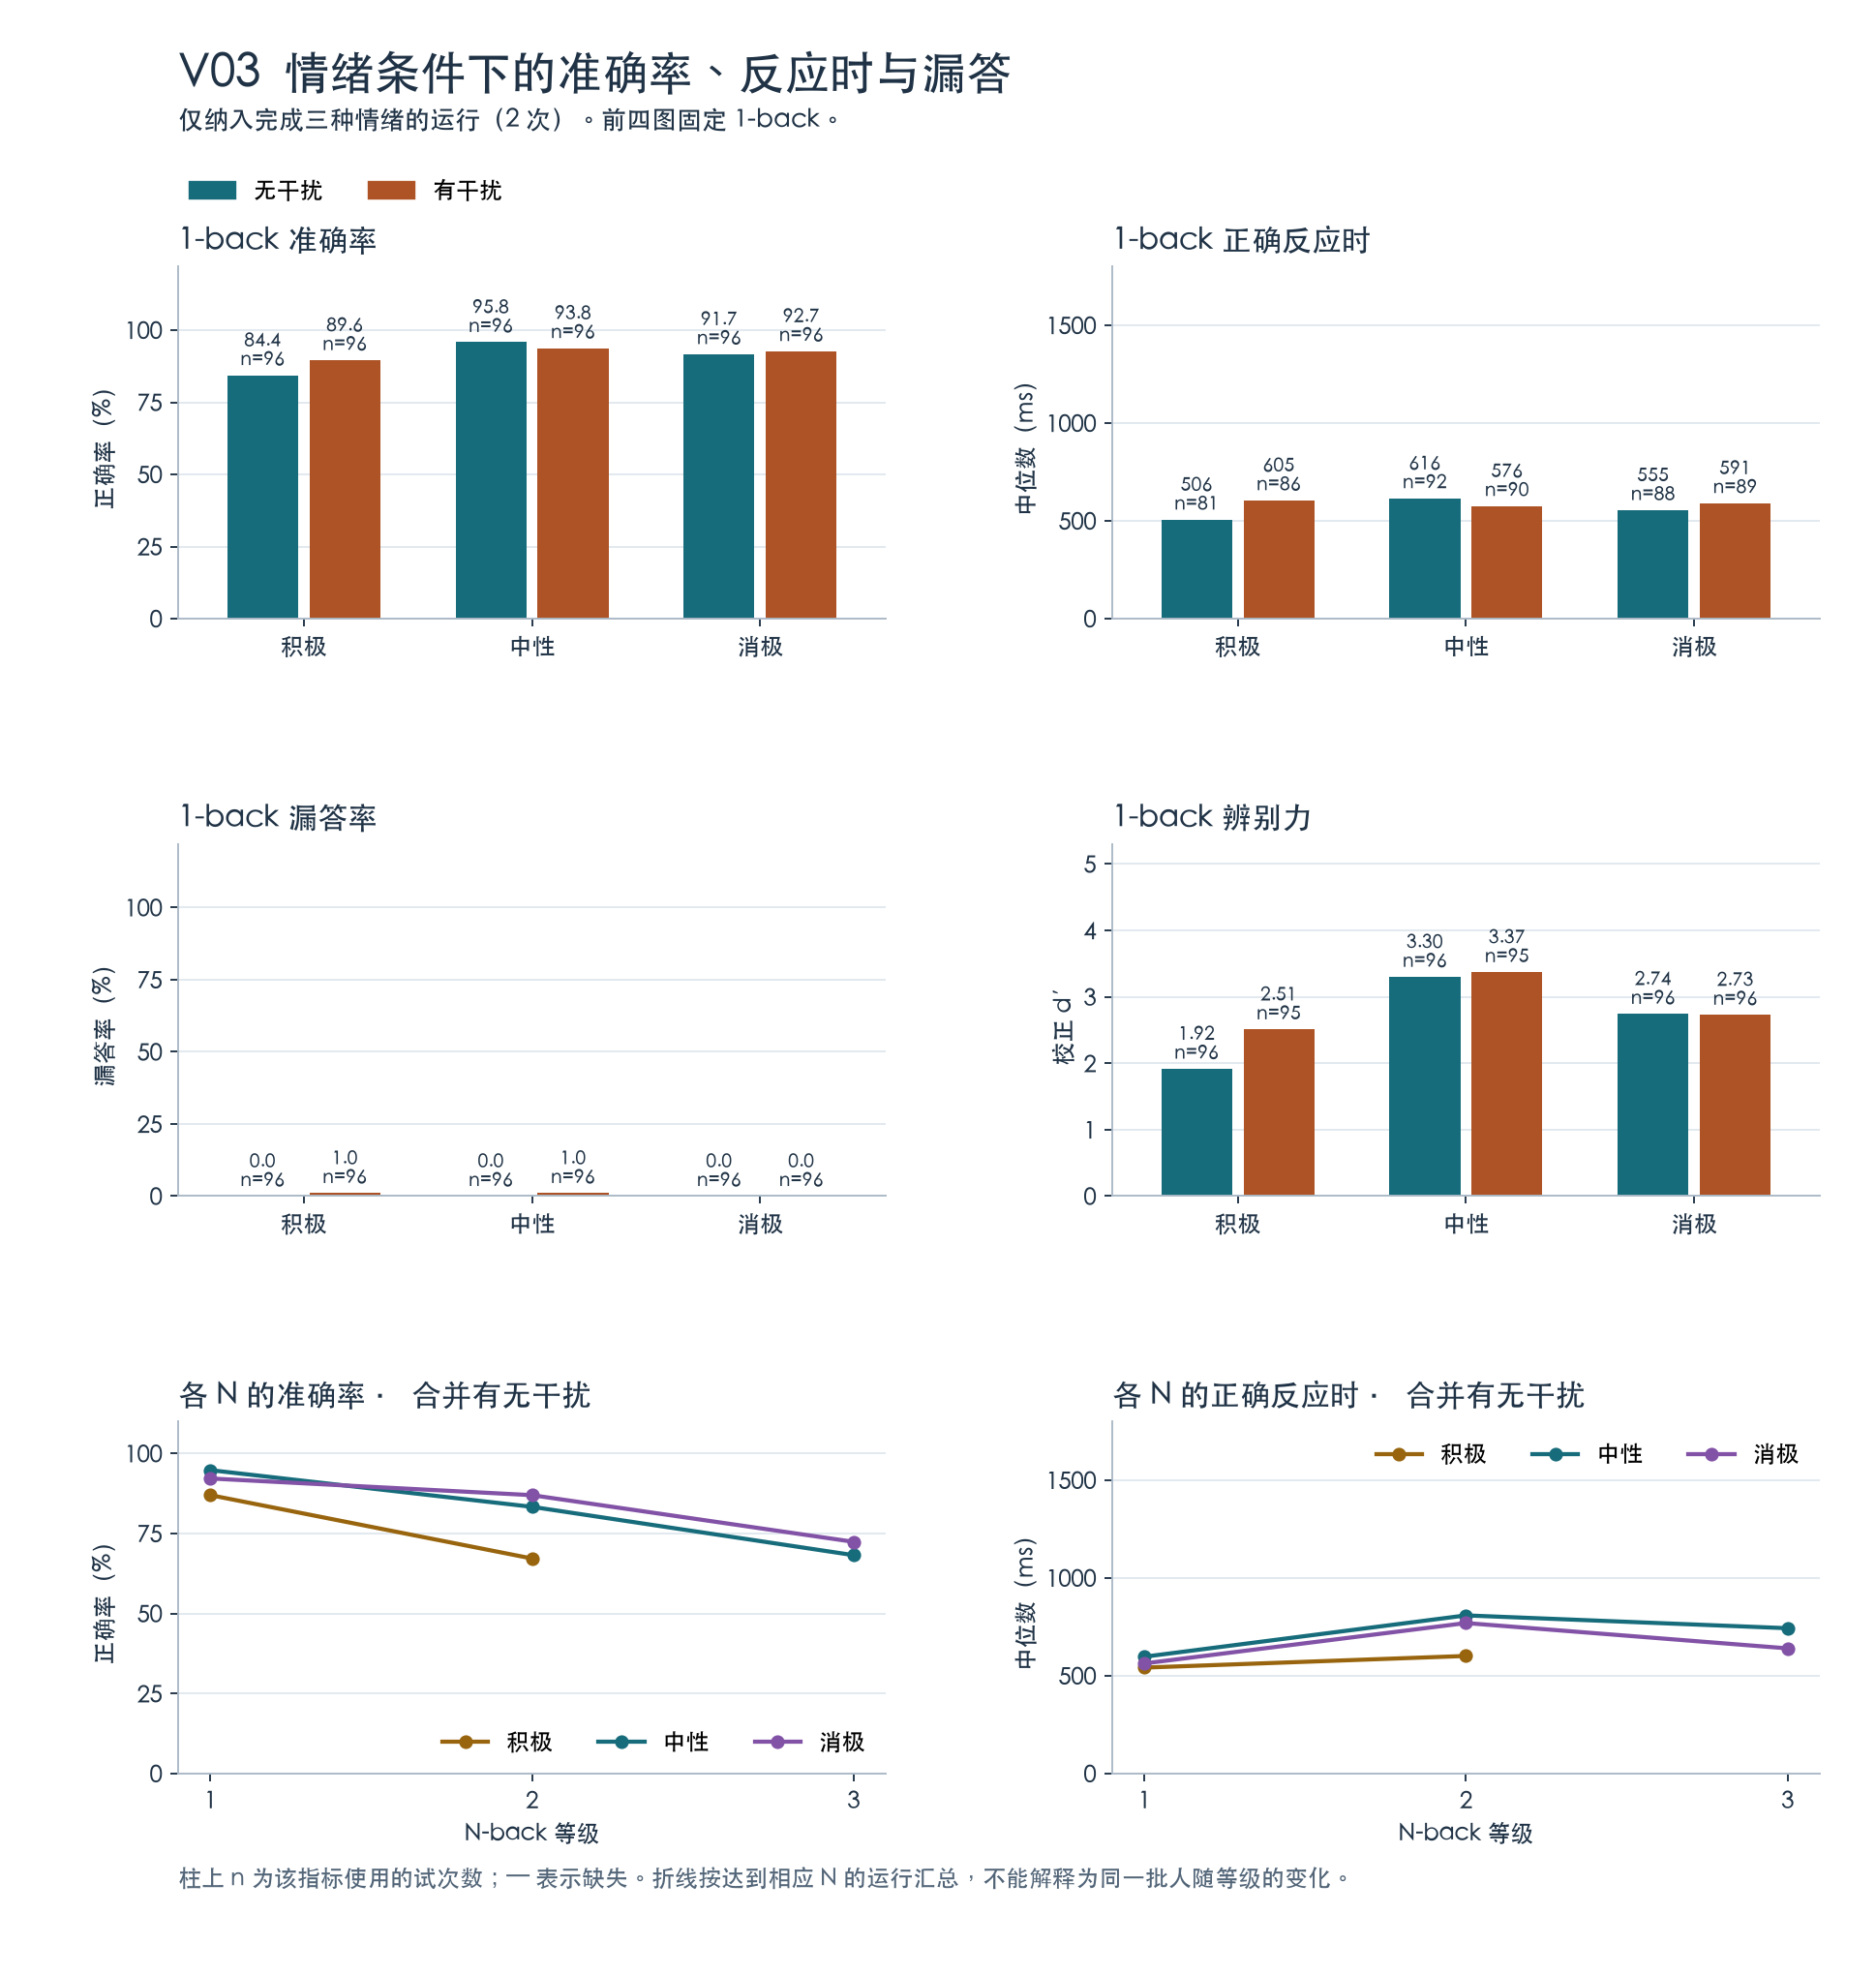 V03 情绪条件下的准确率、反应时与漏答
仅纳入完成三种情绪的运行（2 次）。前四图固定 1-back。
无干扰
有干扰
1-back 准确率
正确率（%）
100
75
50
25
0
84.4
n=96
89.6
n=96
95.8
n=96
93.8
n=96
91.7
n=96
92.7
n=96
积极
中性
消极
1-back 正确反应时
中位数（ms）
1500
1000
500
0
506
n=81
605
n=86
616
n=92
576
n=90
555
n=88
591
n=89
积极
中性
消极
1-back 漏答率
漏答率（%）
100
75
50
25
0
0.0
n=96
1.0
n=96
0.0
n=96
1.0
n=96
0.0
n=96
0.0
n=96
积极
中性
消极
1-back 辨别力
校正 d′
5
4
3
2
1
0
1.92
n=96
2.51
n=95
3.30
n=96
3.37
n=95
2.74
n=96
2.73
n=96
积极
中性
消极
各 N 的准确率 · 合并有无干扰
正确率（%）
100
75
50
25
0
积极
中性
消极
1
2
3
N-back 等级
各 N 的正确反应时 · 合并有无干扰
中位数（ms）
积极
中性
消极
1500
1000
500
0
1
2
3
N-back 等级
柱上 n 为该指标使用的试次数；— 表示缺失。折线按达到相应 N 的运行汇总，不能解释为同一批人随等级的变化。